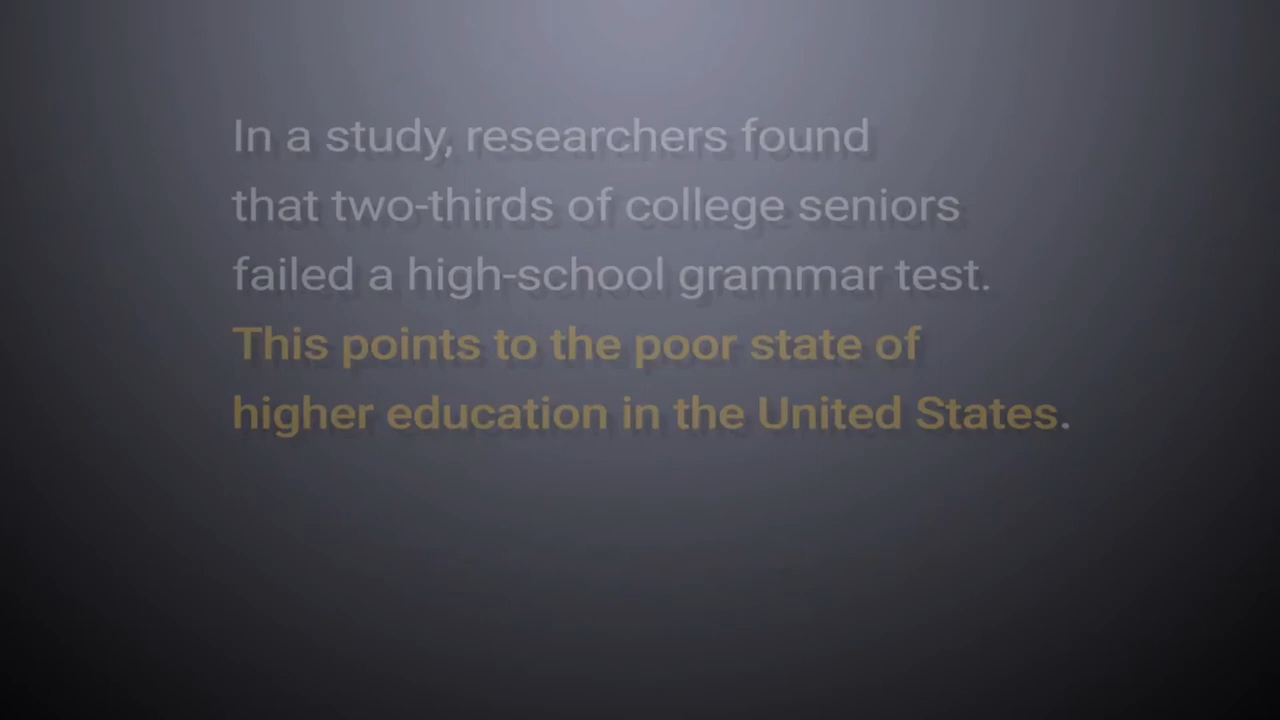 In a study, researchers found
that two-thirds of college seniors
failed a high-school grammar test.
This points to the poor state of
higher education in the United States.